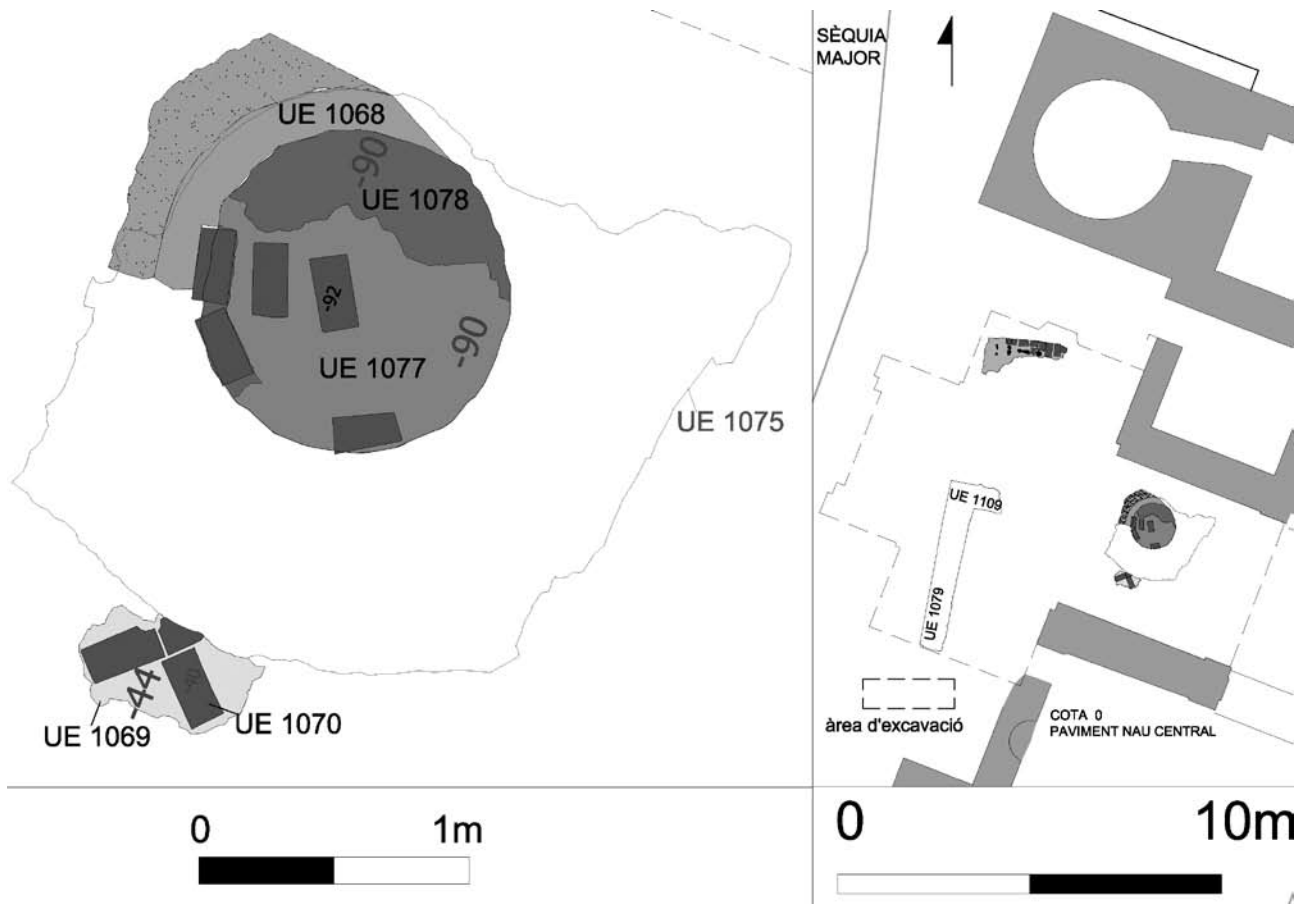 UE 1068
-90
UE 1078
-92
-90
UE 1077
UE 1075
-44
-40
UE 1069
UE 1070
0
1m
SÈQUIA
MAJOR
UE 1109
UE 1079
àrea d'excavació
COTA 0
PAVIMENT NAU CENTRAL
0
10m